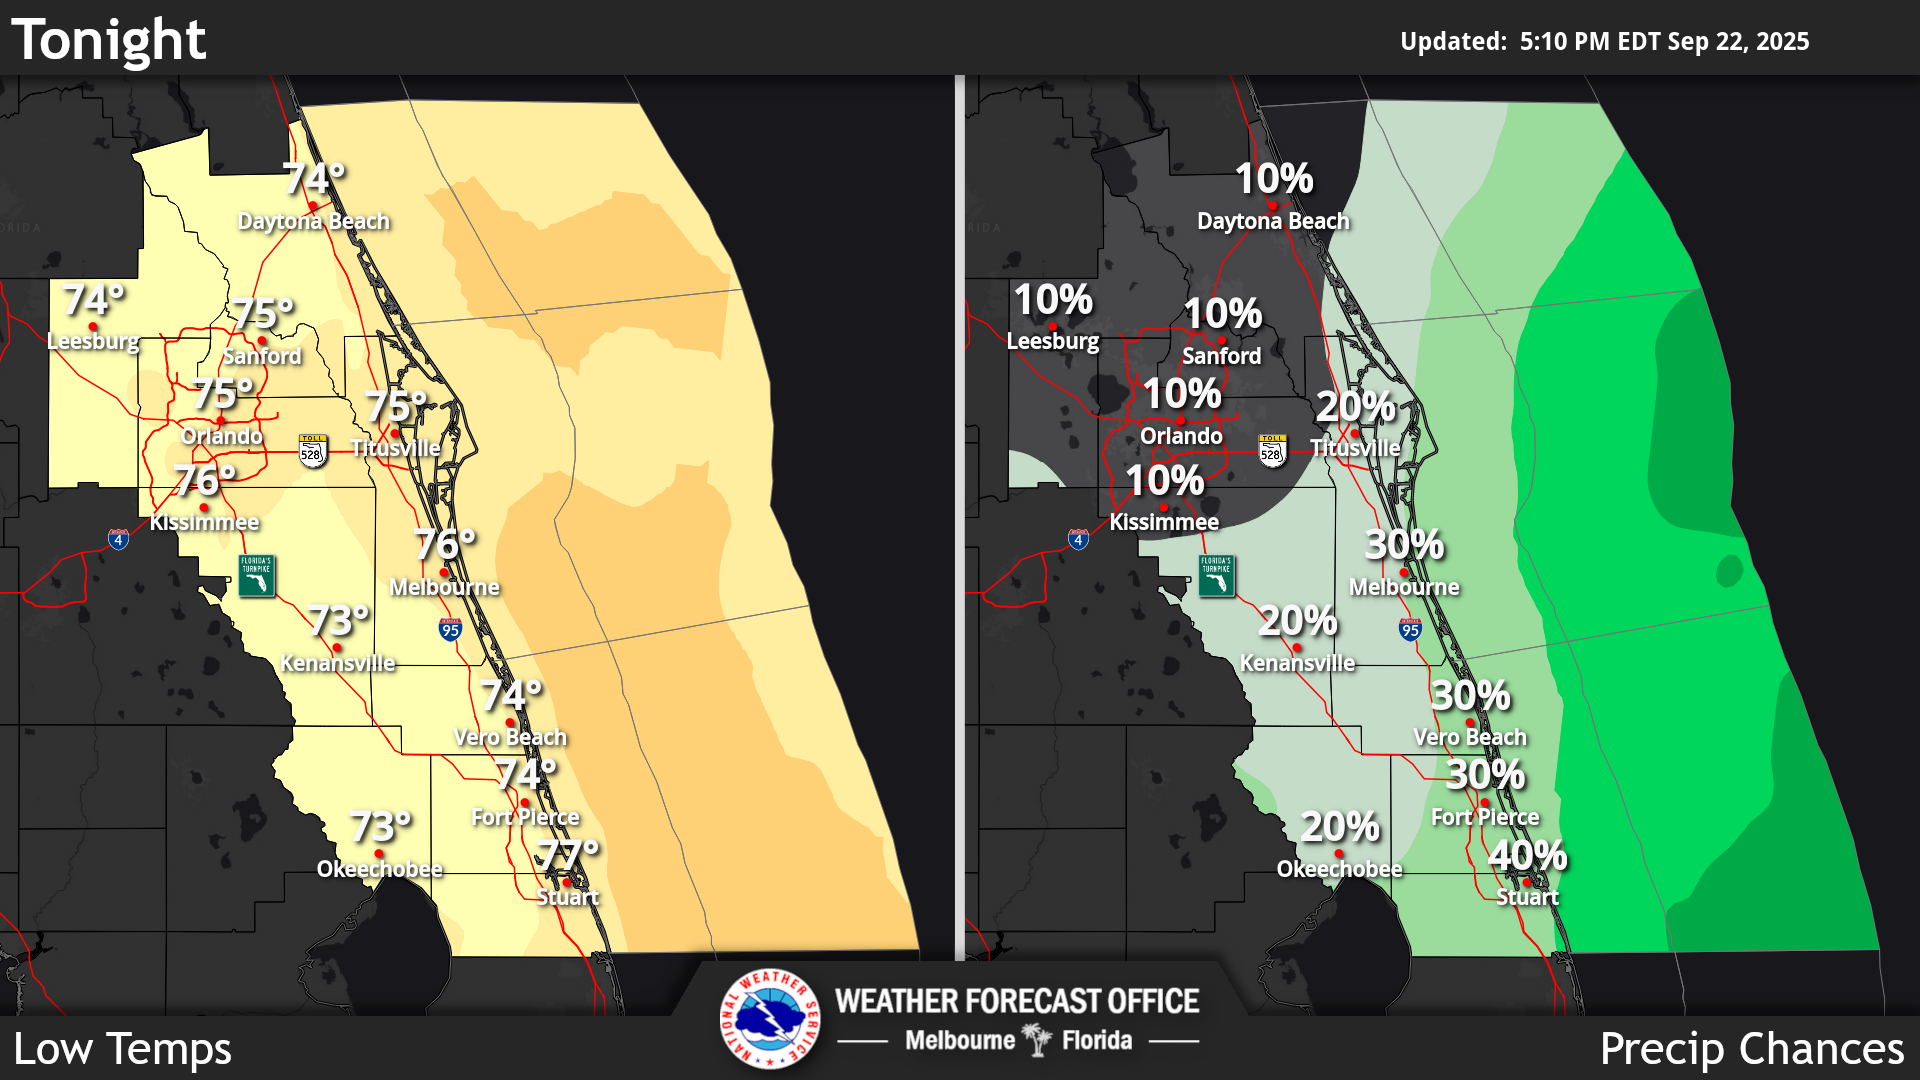 Tonight
Updated: 5:10 PM EDT Sep 22, 2025
74°
Daytona Beach
74°
Leesburg
75°
Sanford
75°
Orlando
75°
Titusville
TOLL
528
76°
Kissimmee
4
FLORIDA'S
TURNPIKE
76°
Melbourne
73°
Kenansville
95
74°
Vero Beach
74°
Fort Pierce
73°
Okeechobee
77°
Stuart
10%
Daytona Beach
10%
Leesburg
10%
Sanford
10%
Orlando
20%
Titusville
TOLL
528
10%
Kissimmee
4
FLORIDA'S
TURNPIKE
30%
Melbourne
20%
Kenansville
95
30%
Vero Beach
30%
Fort Pierce
20%
Okeechobee
40%
Stuart
NATIONAL WEATHER SERVICE
WEATHER FORECAST OFFICE
Melbourne Florida
Low Temps
Precip Chances